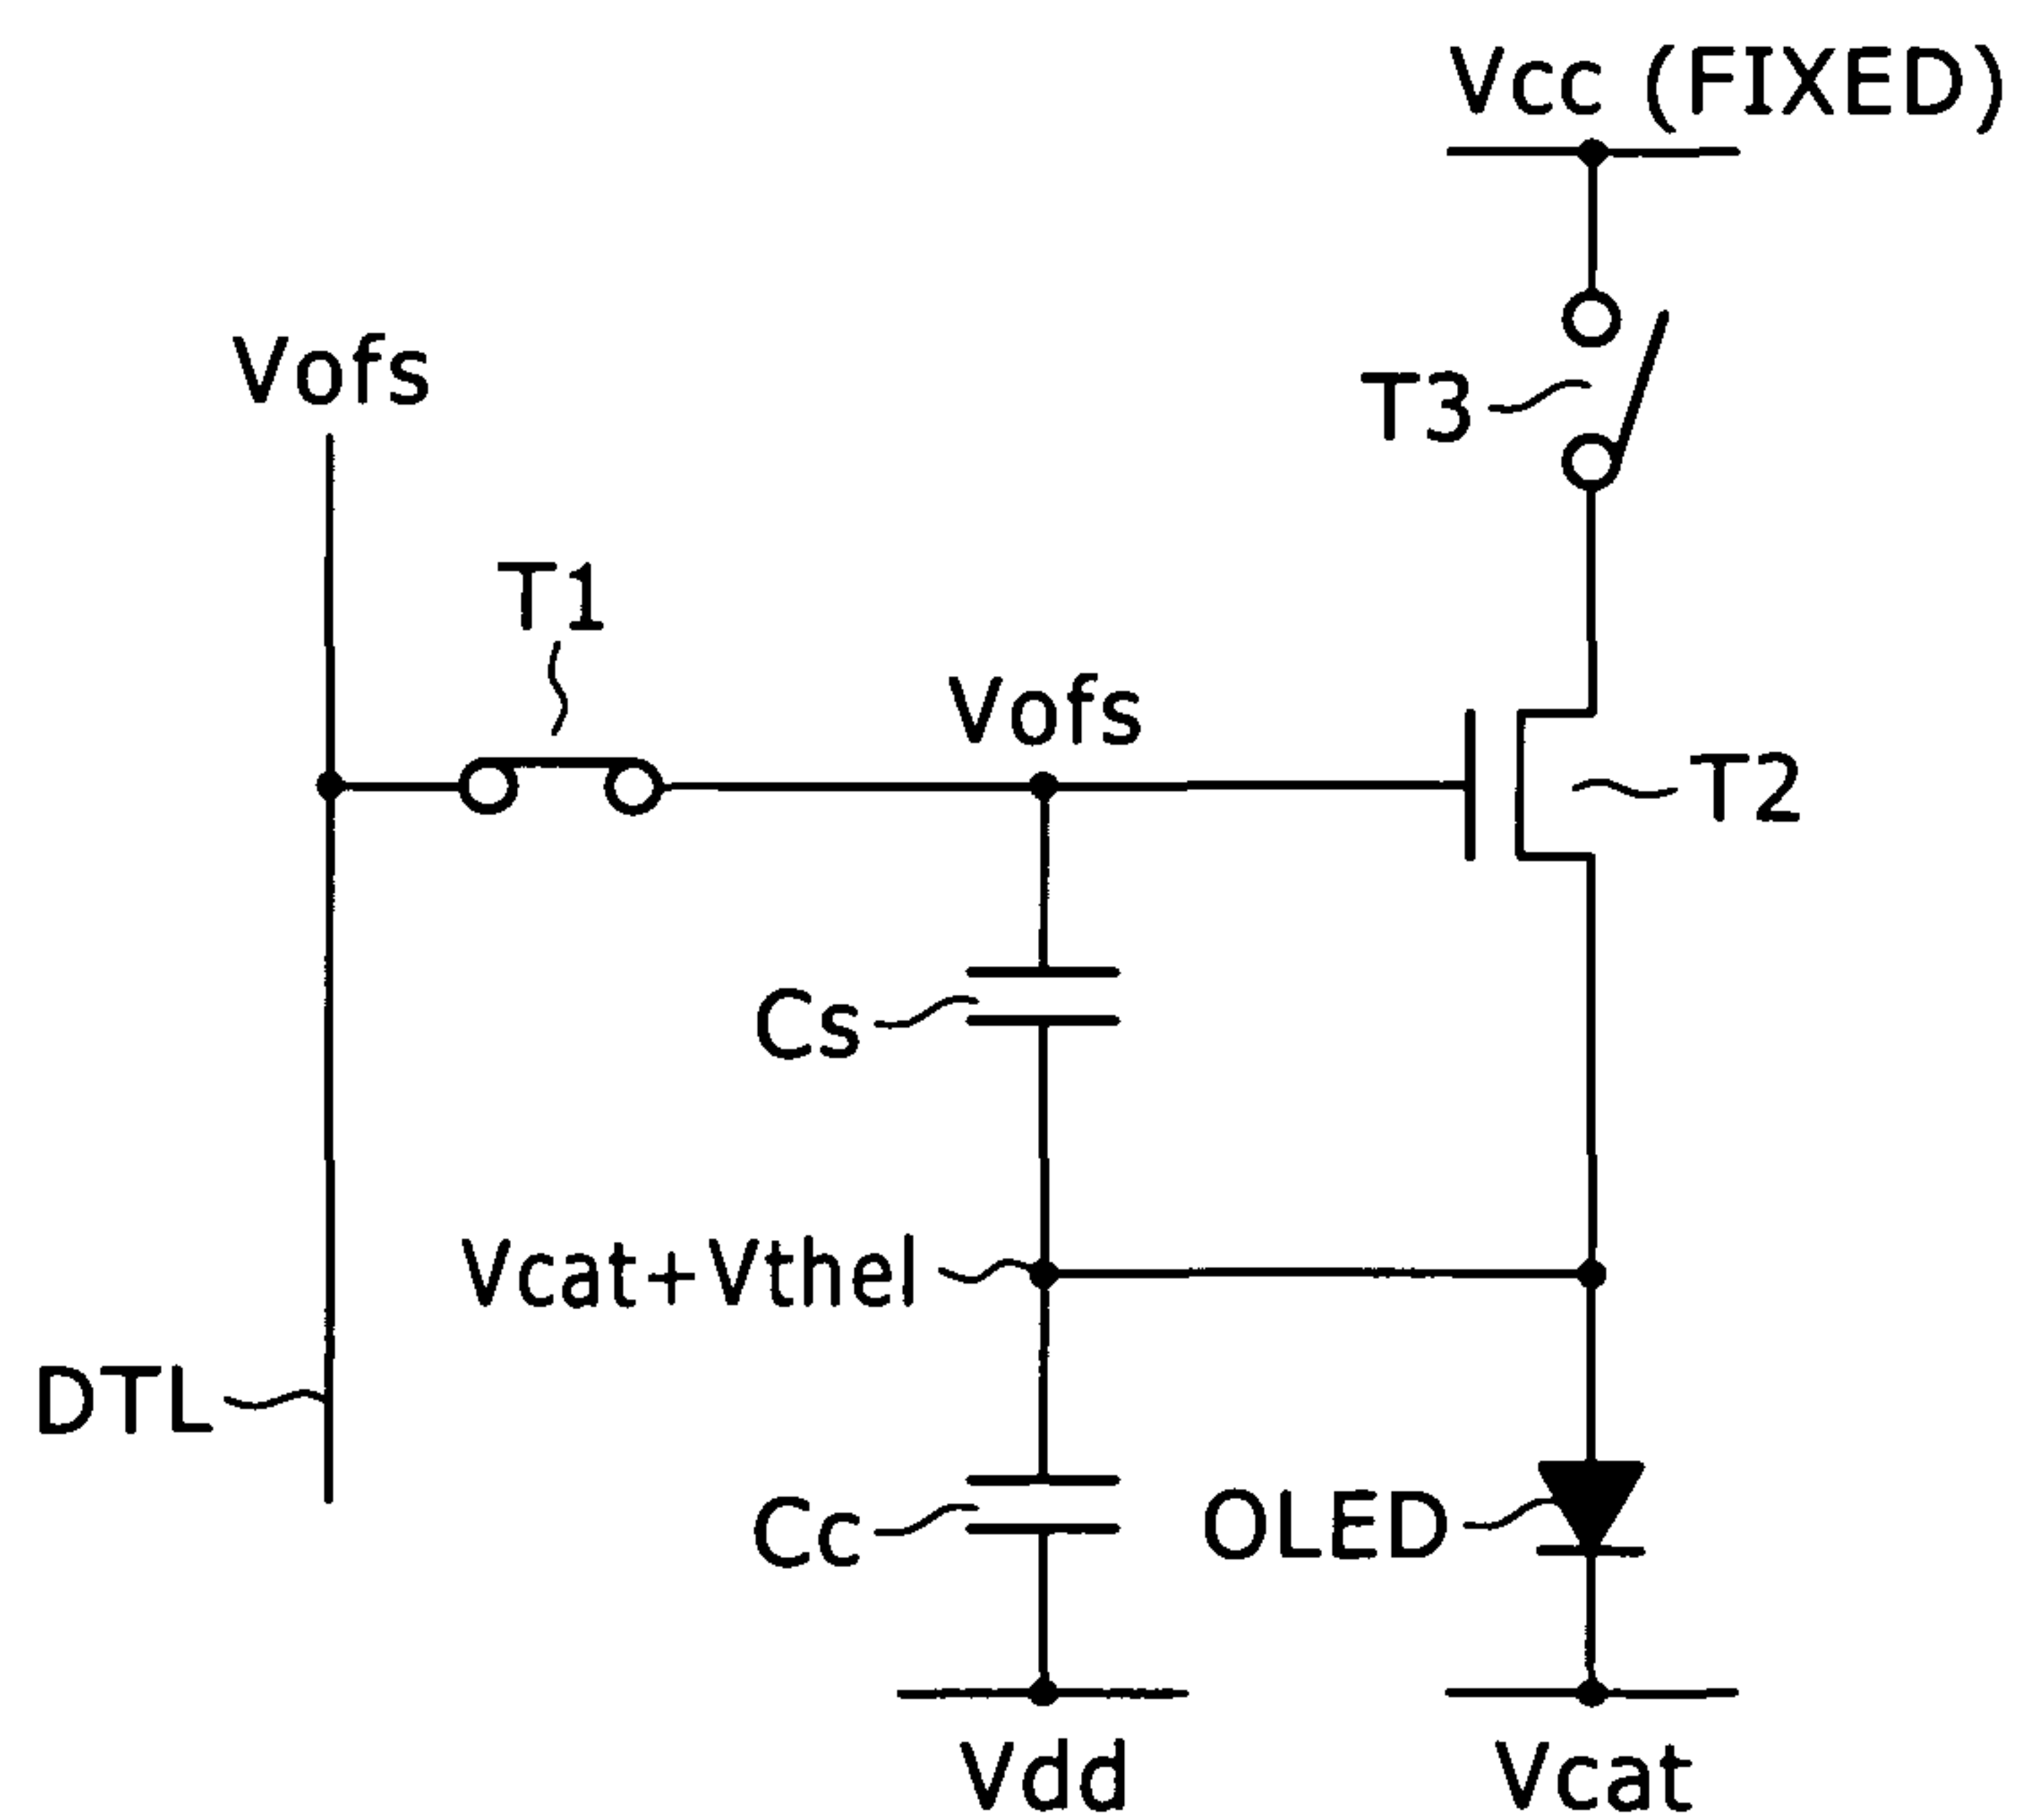 Vcc (FIXED)
Vofs
T3
T1
Vofs
T2
Cs
Vcat+Vthel
DTL
Cc
OLED
Vdd
Vcat